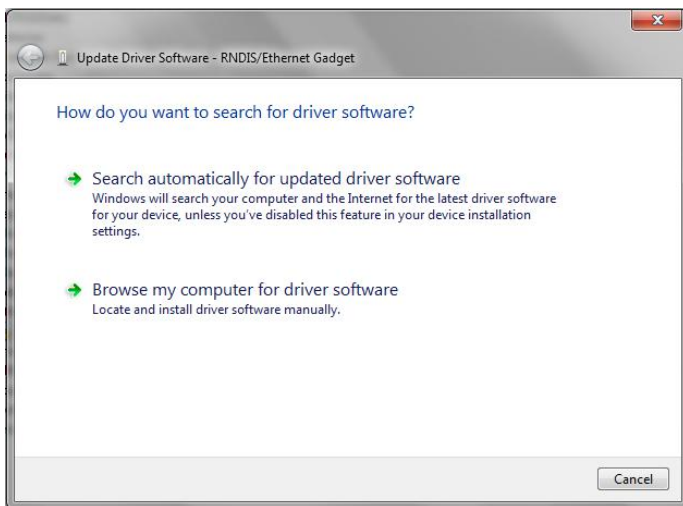 Update Driver Software - RNDIS/Ethernet Gadget
How do you want to search for driver software?
Search automatically for updated driver software
Windows will search your computer and the Internet for the latest driver software
for your device, unless you've disabled this feature in your device installation
settings.
Browse my computer for driver software
Locate and install driver software manually.
Cancel